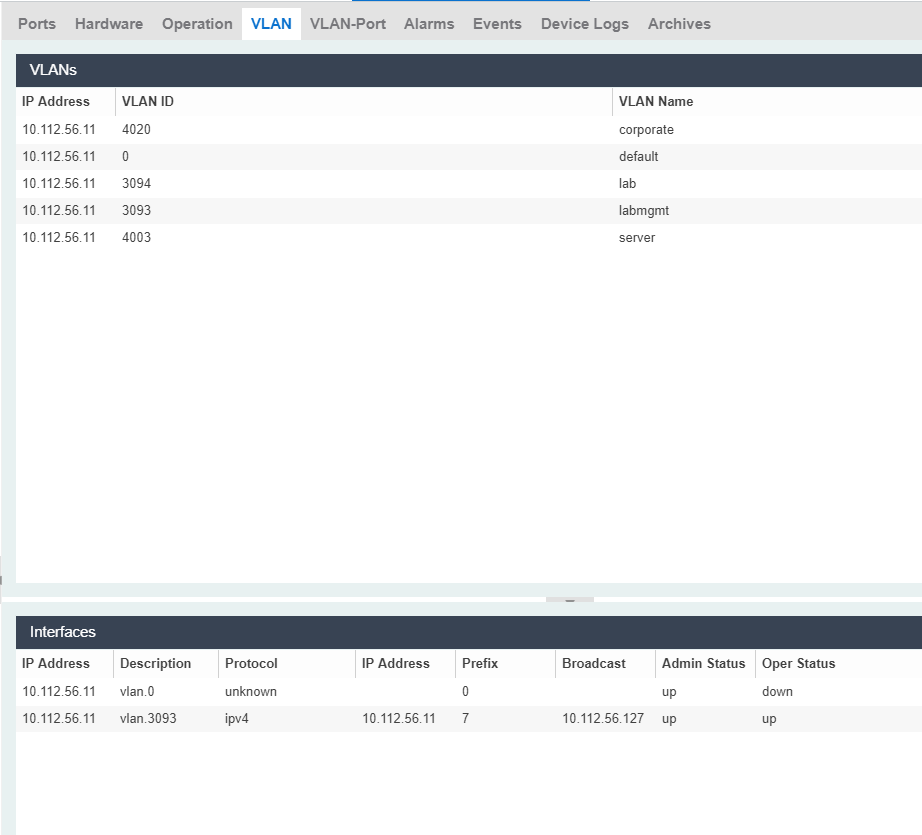 Ports Hardware Operation VLAN VLAN-Port Alarms Events Device Logs Archives
VLANs
IP Address VLAN ID VLAN Name
10.112.56.11 4020 corporate
10.112.56.11 0 default
10.112.56.11 3094 lab
10.112.56.11 3093 labmgmt
10.112.56.11 4003 server
Interfaces
IP Address Description Protocol IP Address Prefix Broadcast Admin Status Oper Status
10.112.56.11 vlan.0 unknown 0 up down
10.112.56.11 vlan.3093 ipv4 10.112.56.11 7 10.112.56.127 up up